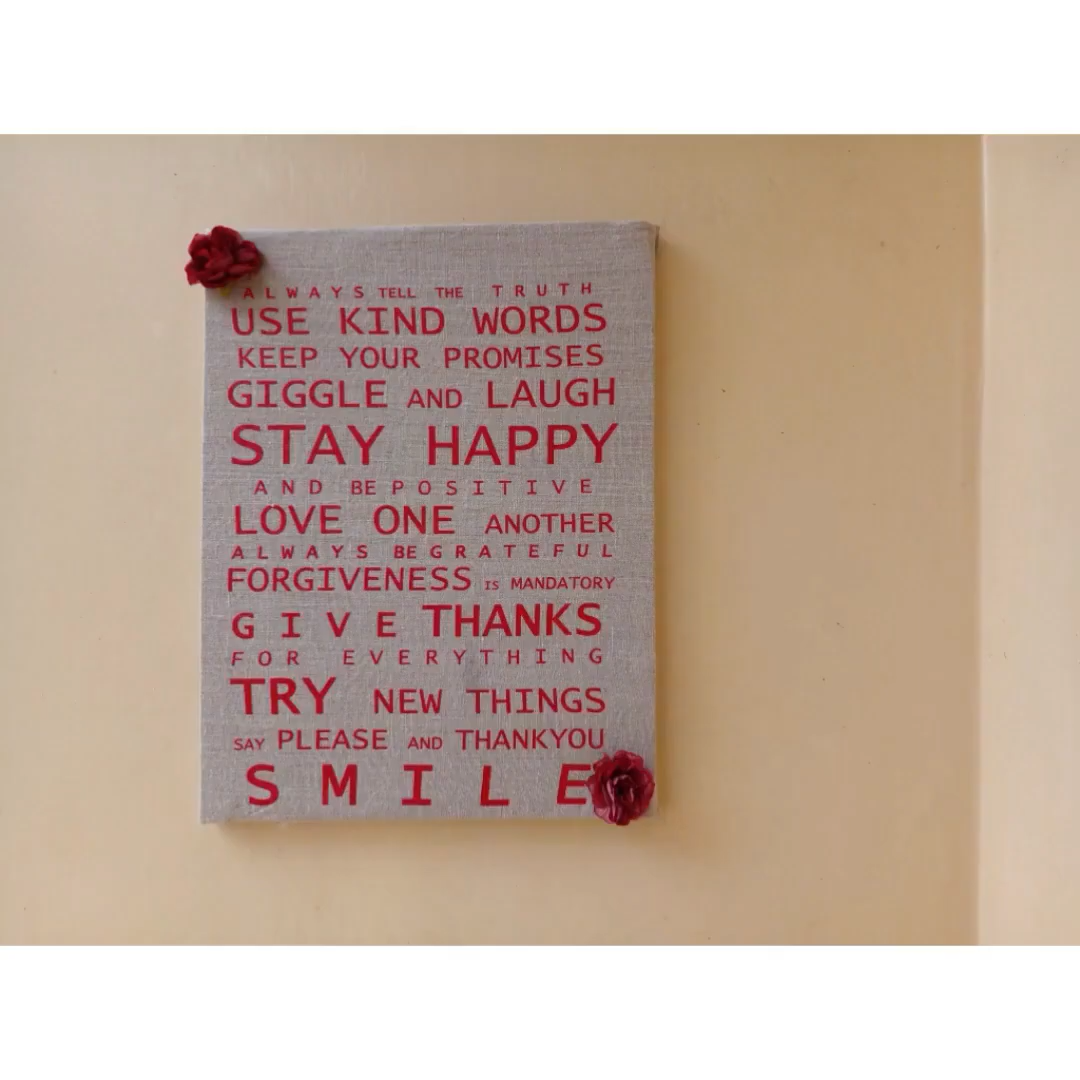 ALWAYS TELL THE TRUTH
USE KIND WORDS
KEEP YOUR PROMISES
GIGGLE AND LAUGH
STAY HAPPY
AND BE POSITIVE
LOVE ONE ANOTHER
ALWAYS BE GRATEFUL
FORGIVENESS IS MANDATORY
GIVE THANKS
FOR EVERYTHING
TRY NEW THINGS
SAY PLEASE AND THANKYOU
SMILE